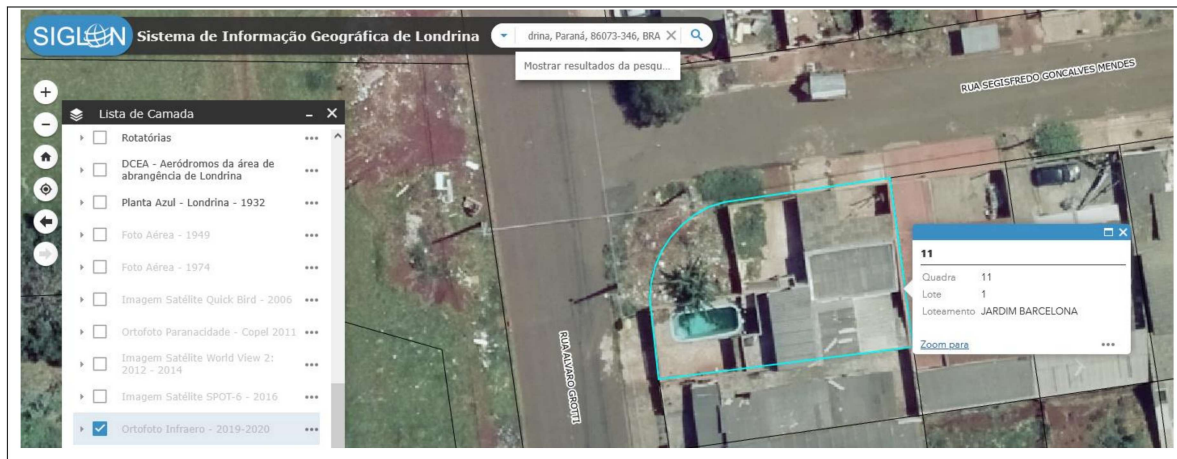 SIGLON Sistema de Informação Geográfica de Londrina
drina, Paraná, 86073-346, BRA
Mostrar resultados da pesqu...
RUA SEGISFREDO GONCALVES MENDES
Lista de Camada
Rotatórias
DCEA - Aeródromos da área de
abrangência de Londrina
Planta Azul - Londrina - 1932
Foto Aérea - 1949
Foto Aérea - 1974
Imagem Satélite Quick Bird - 2006
Ortofoto Paranacidade - Copel 2011
Imagem Satélite World View 2:
2012 - 2014
Imagem Satélite SPOT-6 - 2016
Ortofoto Infraero - 2019-2020
RUA ALVARO GROTTI
11
Quadra 11
Lote 1
Loteamento JARDIM BARCELONA
Zoom para